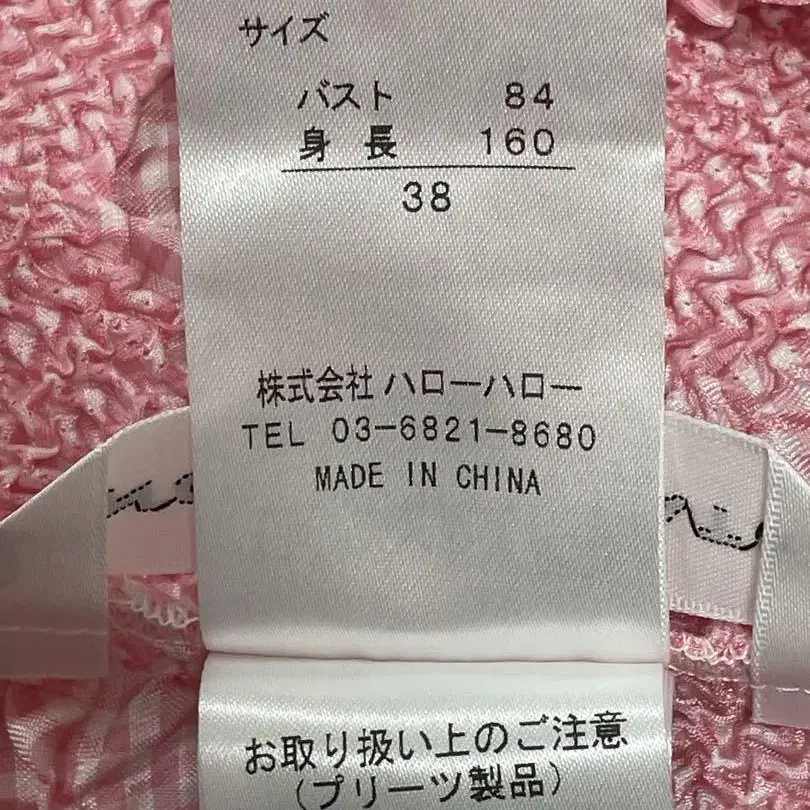 サイズ
バスト 84
身長 160
38
株式会社 ハローハロー
TEL 03-6821-8680
MADE IN CHINA
お取り扱い上のご注意
(プリーツ製品)